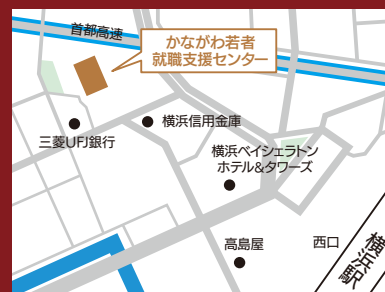 首都高速
かながわ若者
就職支援センター
三菱UFJ銀行
横浜信用金庫
横浜ベイシェラトン
ホテル&タワーズ
高島屋
西口
横浜駅